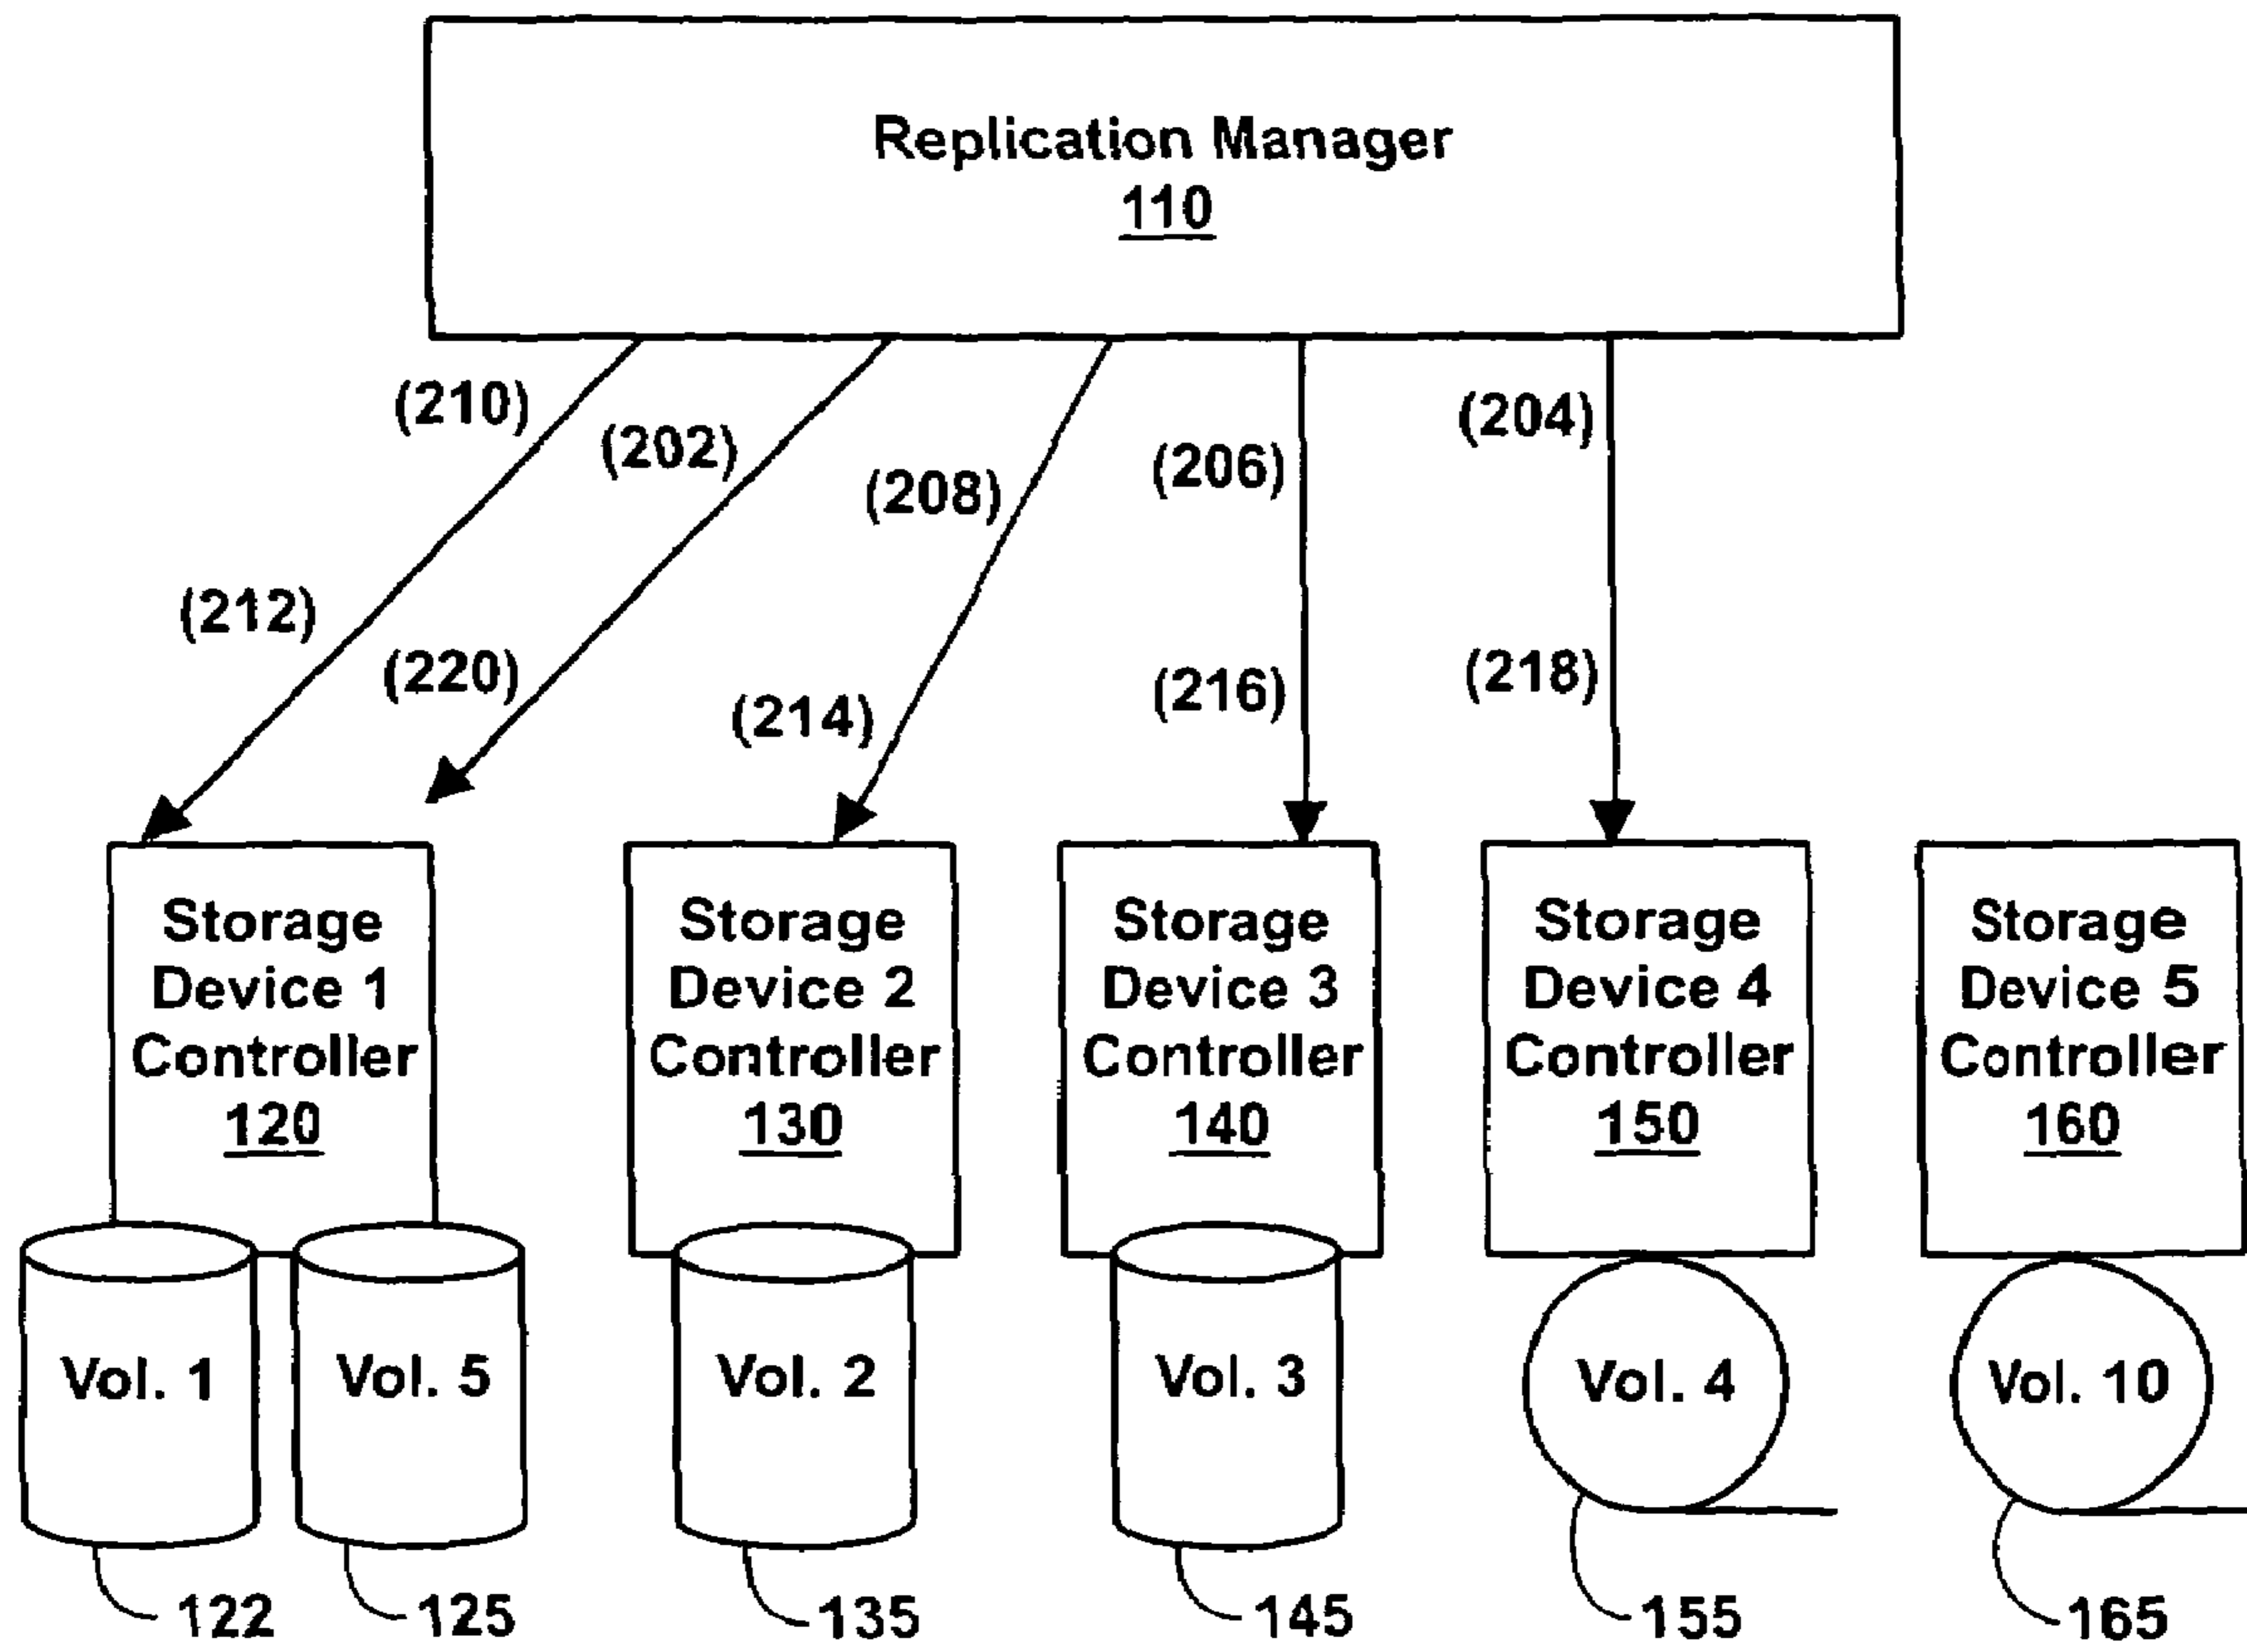 Replication Manager
110
(210)
(202)
(208)
(206)
(204)
(212)
(220)
(214)
(216)
(218)
Storage
Device 1
Controller
120
Storage
Device 2
Controller
130
Storage
Device 3
Controller
140
Storage
Device 4
Controller
150
Storage
Device 5
Controller
160
Vol. 1
Vol. 5
Vol. 2
Vol. 3
Vol. 4
Vol. 10
122
125
135
145
155
165